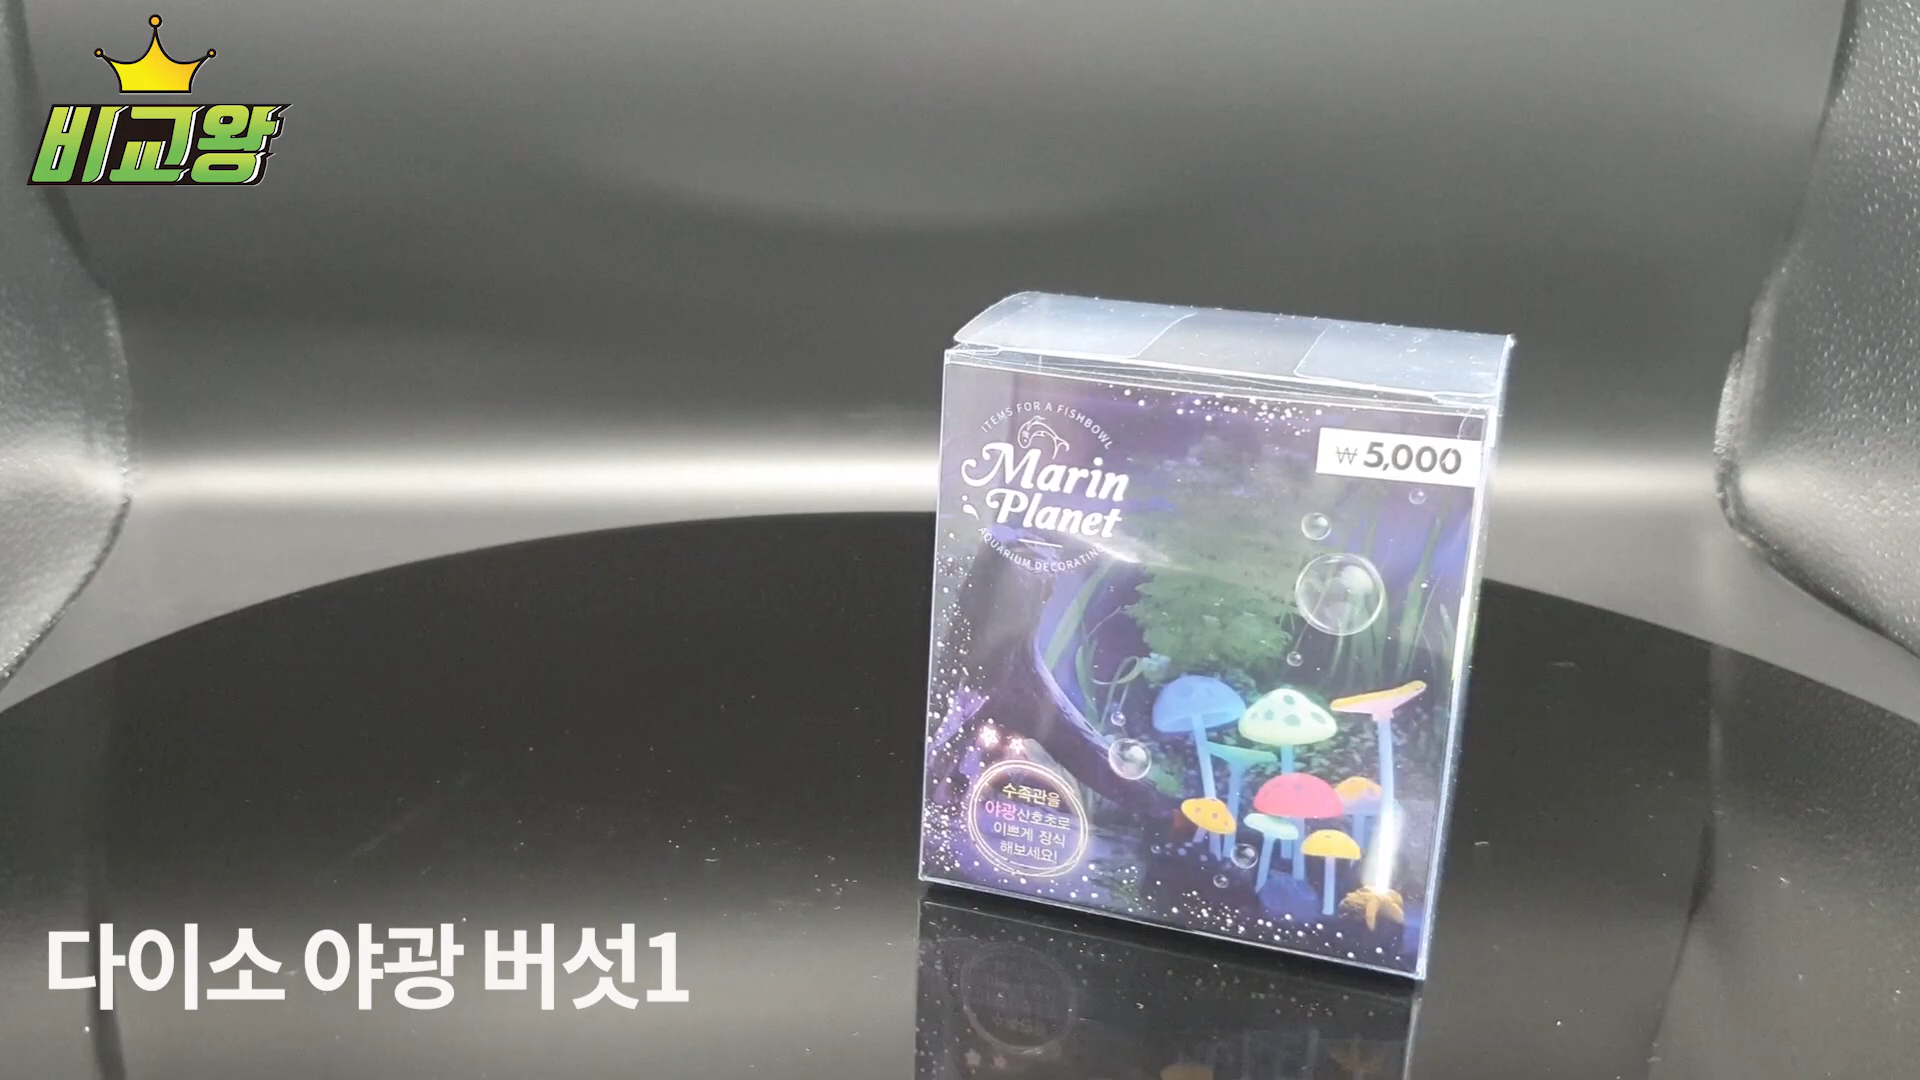 비교왕
ITEMS FOR A FISHBOWL
Marin
Planet
AQUARIUM DECORATING
₩ 5,000
수족관을
야광산호초로
이쁘게 장식
해보세요!
다이소 야광 버섯1